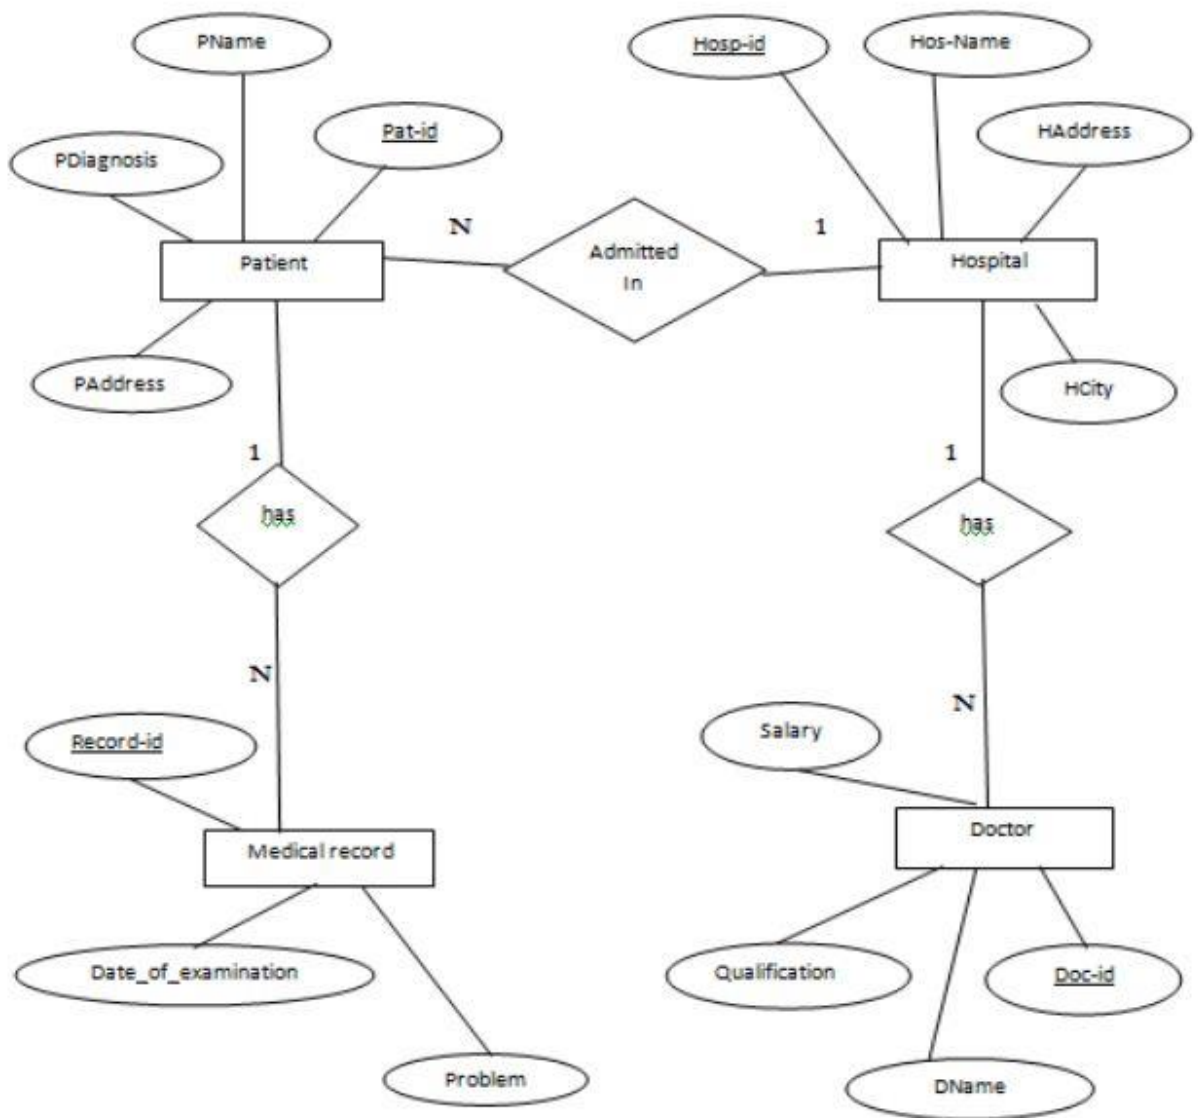 PName
Hosp-id
Hos-Name
Pat-id
HAddress
PDiagnosis
N
1
Admitted
In
Patient
Hospital
PAddress
HCity
1
1
has
has
N
N
Record-id
Salary
Medical record
Doctor
Date_of_examination
Qualification
Doc-id
Problem
DName